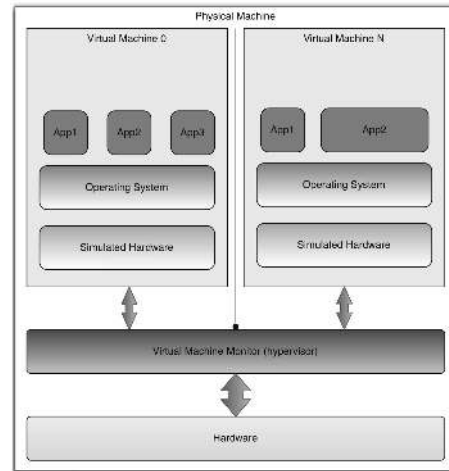 Physical Machine
Virtual Machine 0
Virtual Machine N
App1
App2
App3
App1
App2
Operating System
Operating System
Simulated Hardware
Simulated Hardware
Virtual Machine Monitor (hypervisor)
Hardware